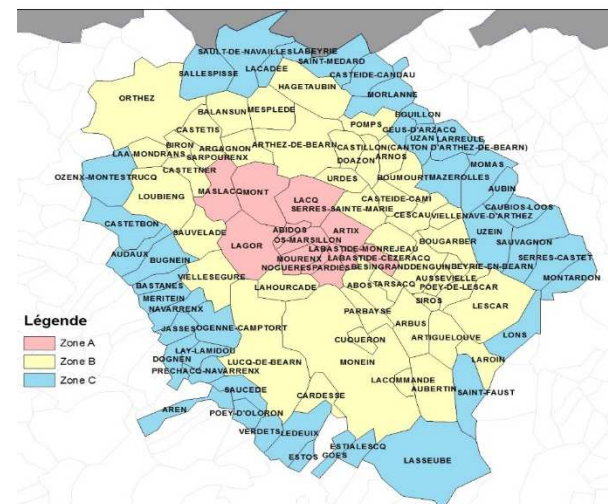 SAULT-DE-NAVAILLES
LABEYRIE
SAINT-MEDARD
LACADÉE
SALLESPISSE
CASTEIDE-CANDAU
HAGETAUBIN
MORLANNE
ORTHEZ
BALANSUN
MESPLEDE
BOUILLON
POMPS
GEUS-D'ARZACQ
UZAN
LARREULE
CASTETIS
BIRON
ARGAGNON
ARTHEZ-DE-BEARN
CASTILLON(CANTON D'ARTHEZ-DE-BEARN)
LAA-MONDRANS
SARPOURENX
ARNOS
DOAZON
MOMAS
CASTETNER
URDES
BOUMOURT
MAZEROLLES
OZENX-MONTESTRUCQ
MASLACQ
MONT
AUBIN
LOUBIENG
LACQ
CASTEIDE-CAMI
SERRES-SAINTE-MARIE
CAUBIOS-LOOS
CESCAU
VIELLENAVE-D'ARTHEZ
CASTETBON
SAUVELADE
ABIDOS
ARTIX
UZEIN
OS-MARSILLON
BOUGARBER
SAUVAGNON
LAGOR
LABASTIDE-MONREJEAU
AUDAUX
MOURENX
LABASTIDE-CEZERACQ
SERRES-CASTET
BUGNEIN
NOGUERES
PARDIES
BESINGRAND
DENGUIN
BEYRIE-EN-BEARN
MONTARDON
VIELLESEGURE
AUSSEVIELLE
BASTANES
LAHOURCADE
ABOS
TARSACQ
POEY-DE-LESCAR
MERITEIN
SIROS
LESCAR
NAVARRENX
PARBAYSE
Légende
JASSES
OGENNE-CAMPTORT
ARBUS
LONS
Zone A
CUQUERON
ARTIGUELOUVE
Zone B
LAY-LAMIDOU
DOGNEN
LUCQ-DE-BEARN
MONEIN
LAROIN
Zone C
PRECHACQ-NAVARRENX
LACOMMANDE
SAUCEDE
CARDESSE
AUBERTIN
SAINT-FAUST
AREN
POEY-D'OLORON
VERDETS
LEDEUIX
ESTIALESCQ
ESTOS
GOES
LASSEUBE